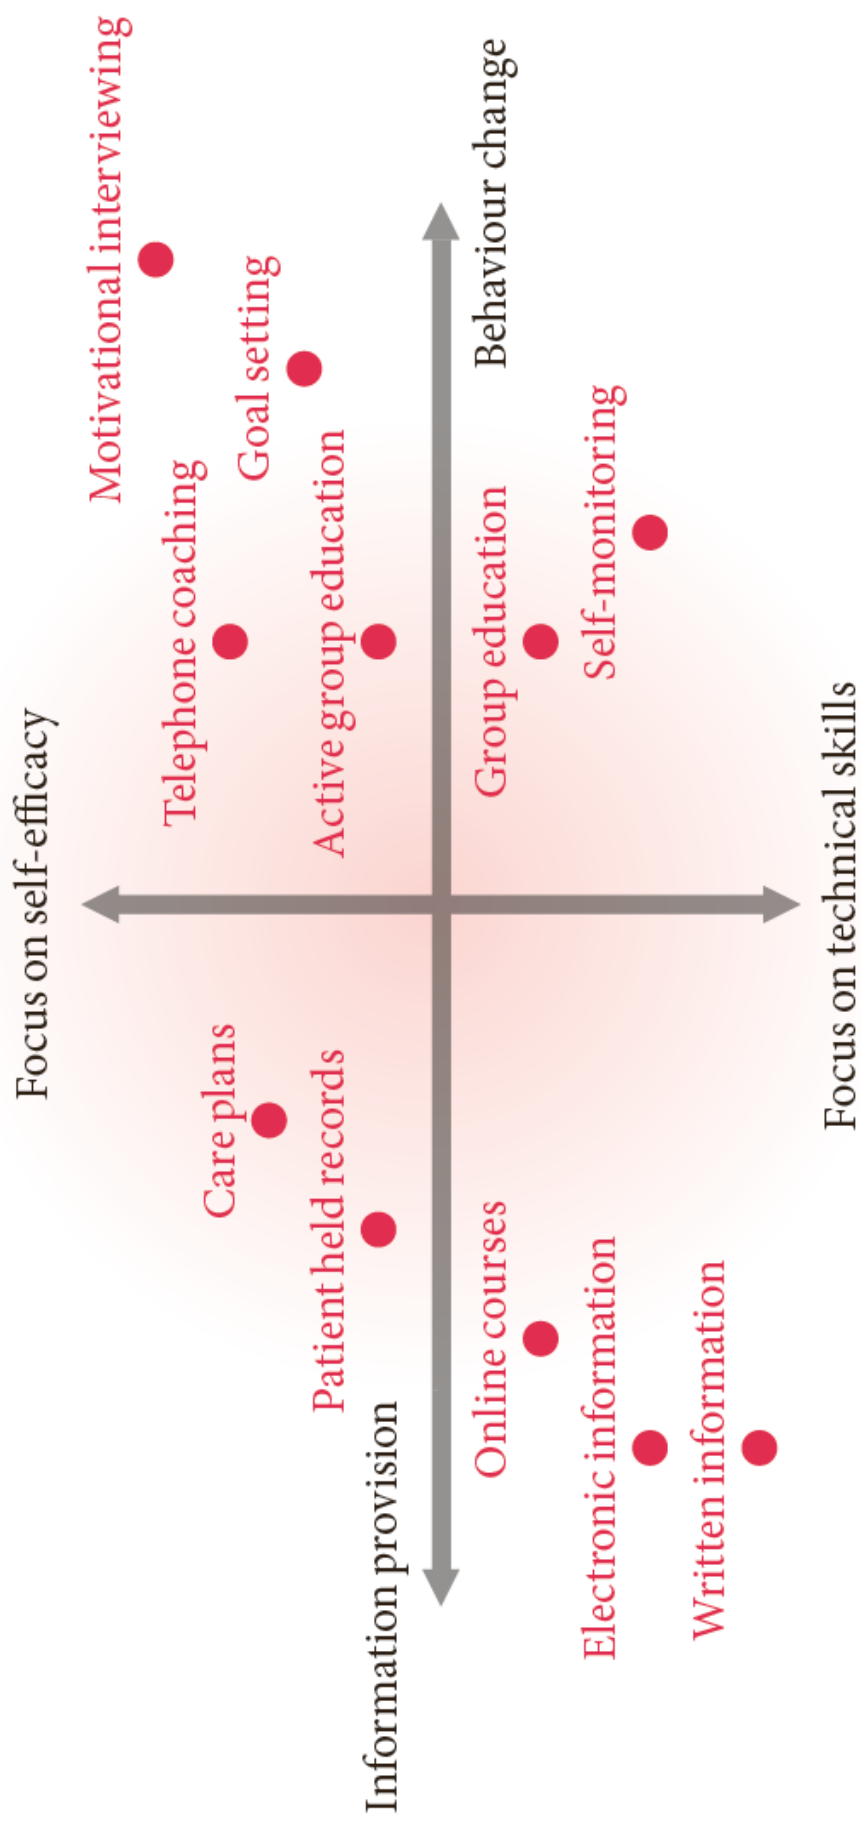 Focus on self-efficacy
Motivational interviewing
Telephone coaching
Care plans
Goal setting
Patient held records
Active group education
Information provision
Behaviour change
Online courses
Group education
Electronic information
Self-monitoring
Written information
Focus on technical skills